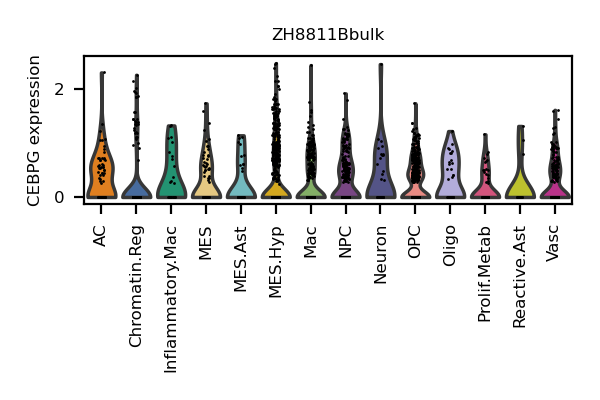 ZH8811Bbulk
CEBPG expression
2
0
AC
Chromatin.Reg
Inflammatory.Mac
MES
MES.Ast
MES.Hyp
Mac
NPC
Neuron
OPC
Oligo
Prolif.Metab
Reactive.Ast
Vasc